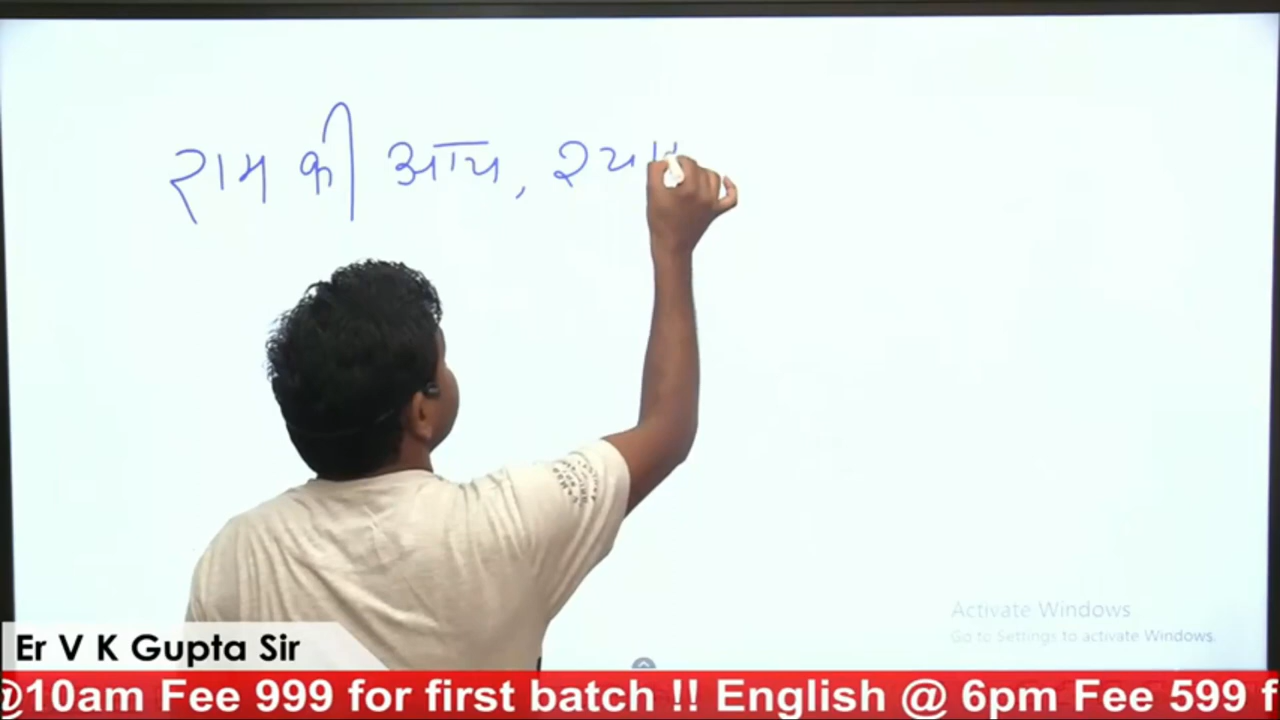 राम की आय, श्या
Activate Windows
Go to Settings to activate Windows.
Er V K Gupta Sir
@10am Fee 999 for first batch !! English @ 6pm Fee 599 f